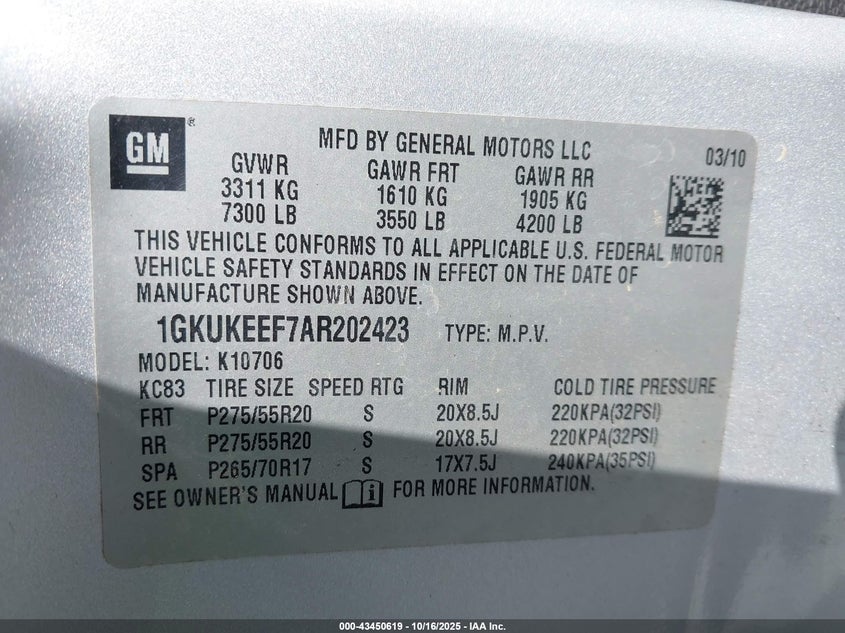 GM ®
MFD BY GENERAL MOTORS LLC 03/10
GVWR GAWR FRT GAWR RR
3311 KG 1610 KG 1905 KG
7300 LB 3550 LB 4200 LB
THIS VEHICLE CONFORMS TO ALL APPLICABLE U.S. FEDERAL MOTOR
VEHICLE SAFETY STANDARDS IN EFFECT ON THE DATE OF
MANUFACTURE SHOWN ABOVE.
1GKUKEEF7AR202423 TYPE: M.P.V.
MODEL: K10706
KC83 TIRE SIZE SPEED RTG RIM COLD TIRE PRESSURE
FRT P275/55R20 S 20X8.5J 220KPA(32PSI)
RR P275/55R20 S 20X8.5J 220KPA(32PSI)
SPA P265/70R17 S 17X7.5J 240KPA(35PSI)
SEE OWNER'S MANUAL i FOR MORE INFORMATION.
000-43450619 - 10/16/2025 - IAA Inc.